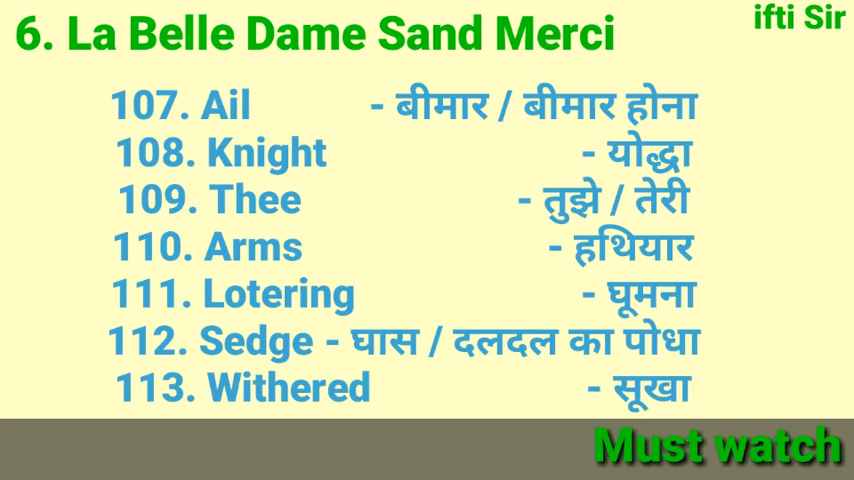 6. La Belle Dame Sand Merci
ifti Sir
107. Ail - बीमार / बीमार होना
108. Knight - योद्धा
109. Thee - तुझे / तेरी
110. Arms - हथियार
111. Lotering - घूमना
112. Sedge - घास / दलदल का पोधा
113. Withered - सूखा
Must watch